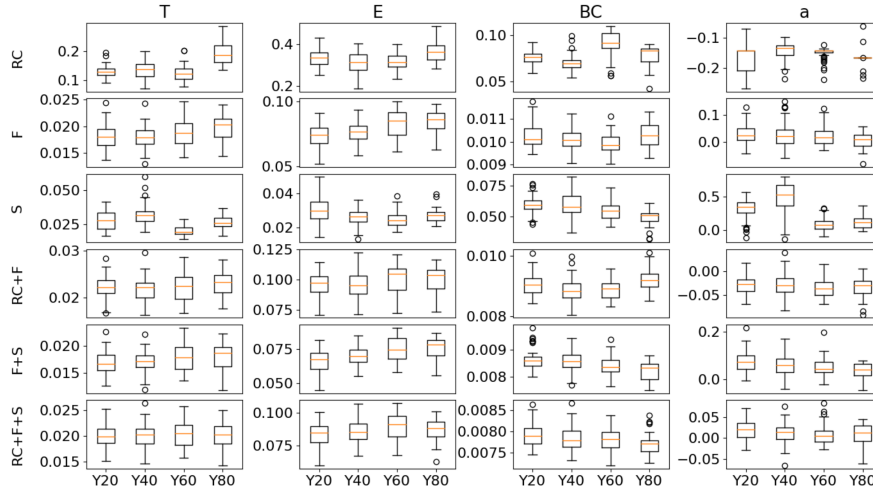 T E BC a
RC 0.2 0.1 0.4 0.2 0.10 0.05 −0.1 −0.2
F 0.025 0.020 0.015 0.10 0.05 0.011 0.010 0.009 0.1 0.0
S 0.050 0.025 0.04 0.02 0.075 0.050 0.5 0.0
RC+F 0.03 0.02 0.125 0.100 0.075 0.010 0.008 0.00 −0.05
F+S 0.020 0.015 0.075 0.050 0.009 0.008 0.2 0.0
RC+F+S 0.025 0.020 0.015 0.100 0.075 0.0085 0.0080 0.0075 0.05 0.00 −0.05
Y20 Y40 Y60 Y80 Y20 Y40 Y60 Y80 Y20 Y40 Y60 Y80 Y20 Y40 Y60 Y80